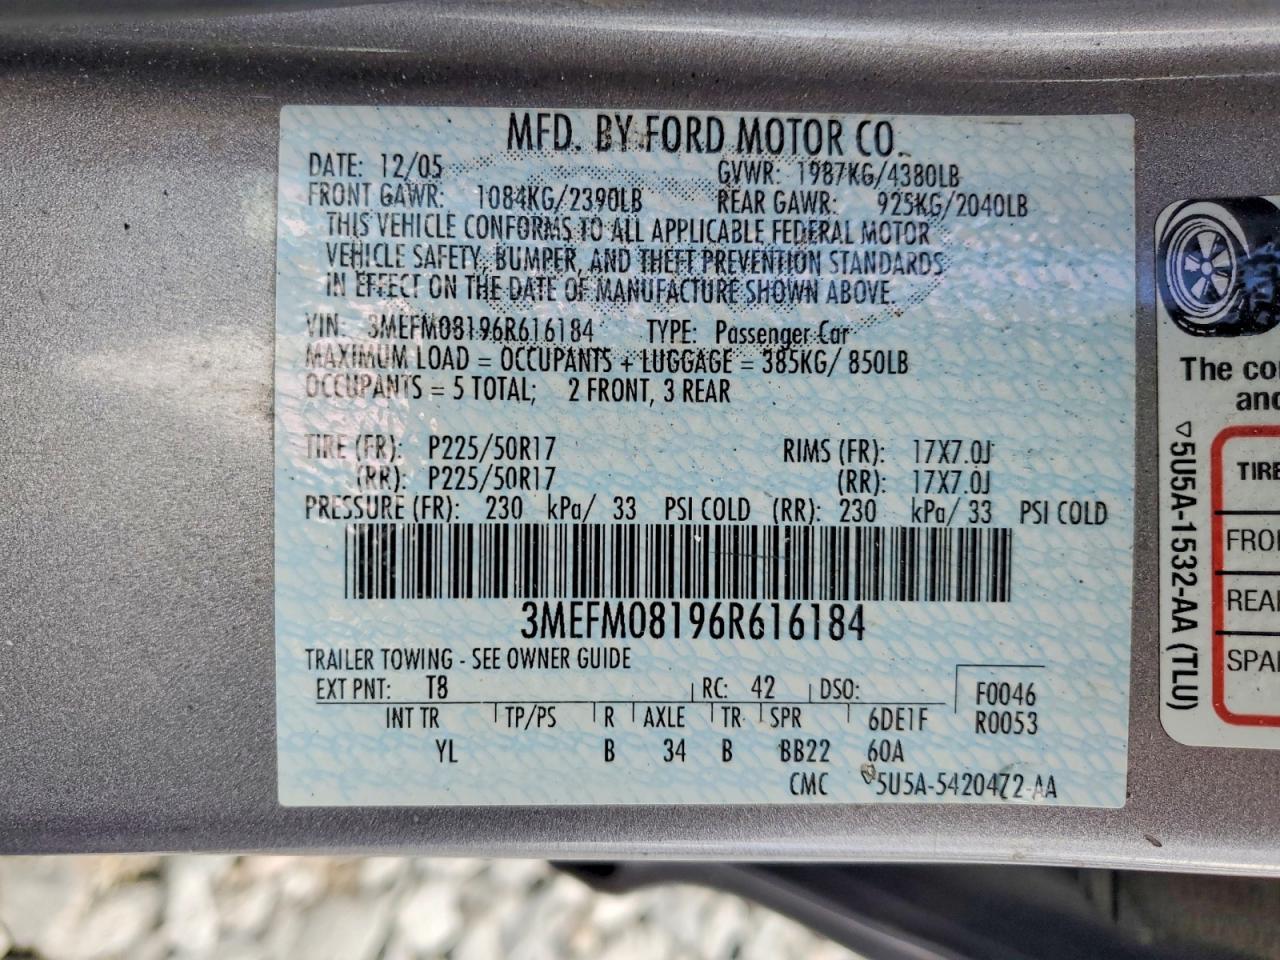 MFD. BY FORD MOTOR CO.
DATE: 12/05 GVWR: 1987KG/4380LB
FRONT GAWR: 1084KG/2390LB REAR GAWR: 925KG/2040LB
THIS VEHICLE CONFORMS TO ALL APPLICABLE FEDERAL MOTOR
VEHICLE SAFETY, BUMPER, AND THEFT PREVENTION STANDARDS
IN EFFECT ON THE DATE OF MANUFACTURE SHOWN ABOVE.
VIN: 3MEFM08196R616184 TYPE: Passenger Car
MAXIMUM LOAD = OCCUPANTS + LUGGAGE = 385KG/ 850LB
OCCUPANTS = 5 TOTAL; 2 FRONT, 3 REAR
TIRE (FR): P225/50R17 RIMS (FR): 17X7.0J
(RR): P225/50R17 (RR): 17X7.0J
PRESSURE (FR): 230 kPa/ 33 PSI COLD (RR): 230 kPa/ 33 PSI COLD
3MEFM08196R616184
TRAILER TOWING - SEE OWNER GUIDE
EXT PNT: T8 RC: 42 DSO: F0046
INT TR TP/PS R AXLE TR SPR 6DE1F R0053
YL B 34 B BB22 60A
CMC 5U5A-5420472-AA
The co
and
5U5A-1532-AA (TLU)
TIRE
FRO
REA
SPA